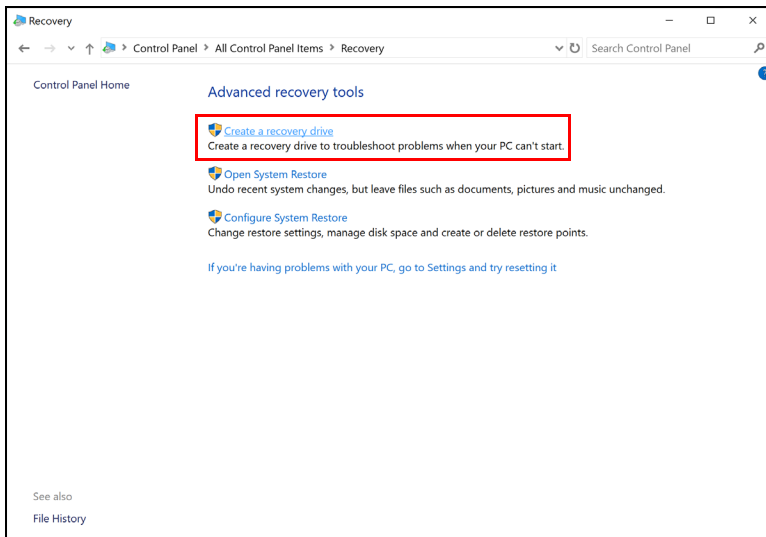 Recovery
Control Panel > All Control Panel Items > Recovery
Search Control Panel
?
Control Panel Home
Advanced recovery tools
Create a recovery drive
Create a recovery drive to troubleshoot problems when your PC can't start.
Open System Restore
Undo recent system changes, but leave files such as documents, pictures and music unchanged.
Configure System Restore
Change restore settings, manage disk space and create or delete restore points.
If you're having problems with your PC, go to Settings and try resetting it
See also
File History